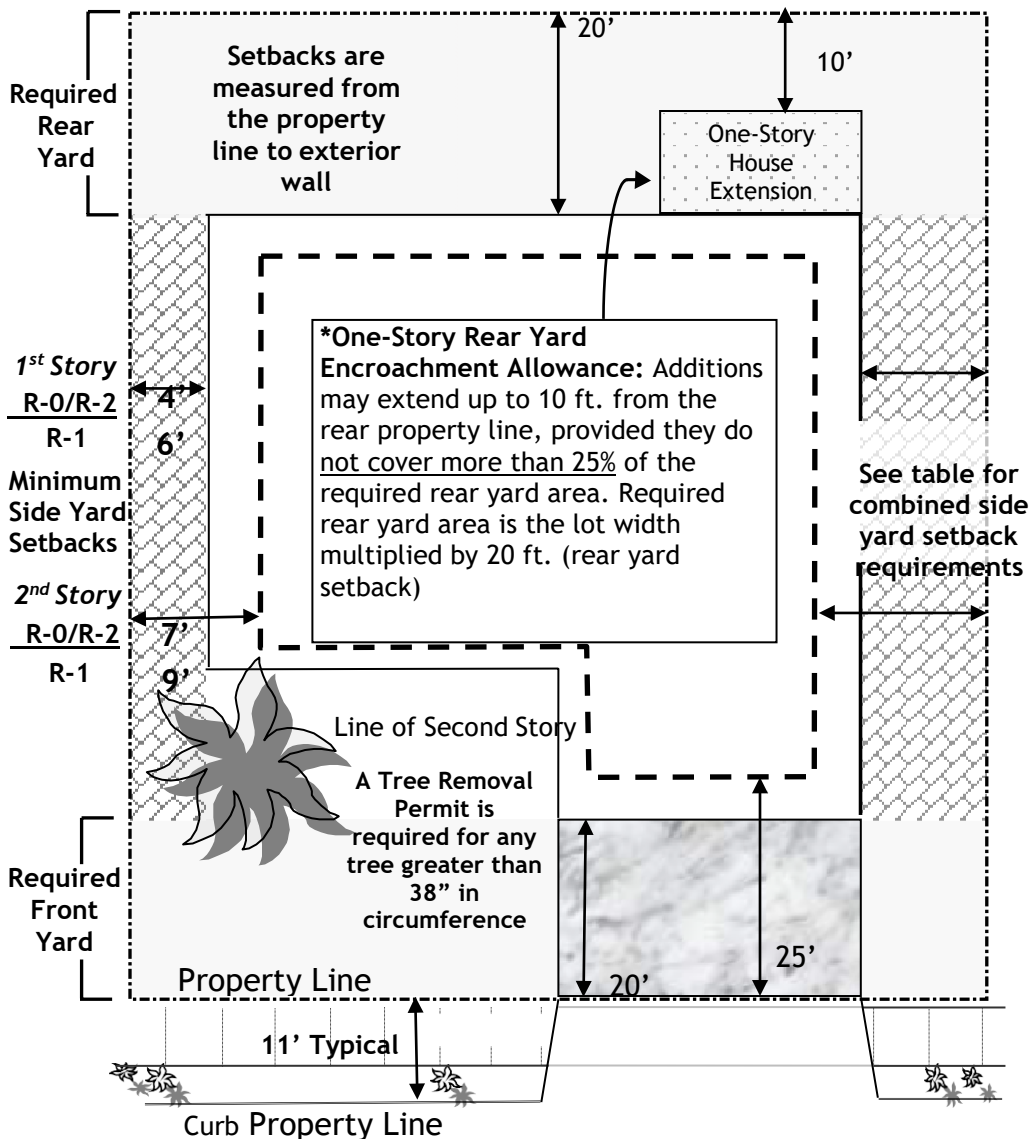 20’
10’
Setbacks are
measured from
the property
line to exterior
wall
Required
Rear
Yard
One-Story
House
Extension
*One-Story Rear Yard
Encroachment Allowance: Additions
may extend up to 10 ft. from the
rear property line, provided they do
not cover more than 25% of the
required rear yard area. Required
rear yard area is the lot width
multiplied by 20 ft. (rear yard
setback)
1st Story
R-0/R-2
4’
R-1
6’
Minimum
Side Yard
Setbacks
2nd Story
R-0/R-2
7’
R-1
9’
See table for
combined side
yard setback
requirements
Line of Second Story
A Tree Removal
Permit is
required for any
tree greater than
38” in
circumference
Required
Front
Yard
25’
20’
Property Line
11’ Typical
Curb Property Line